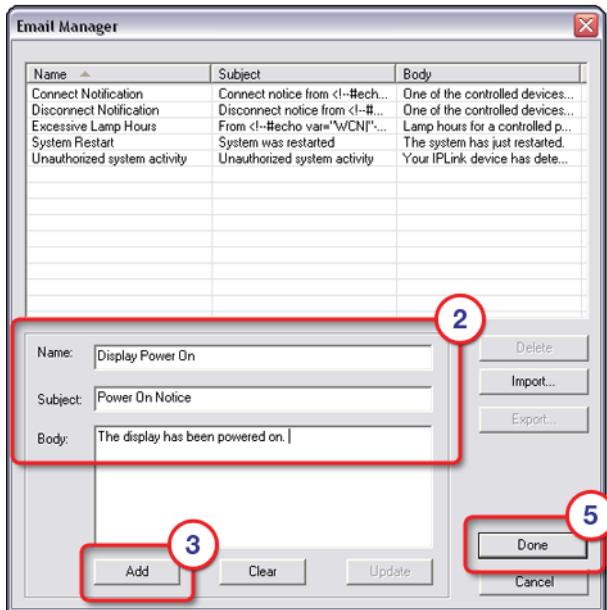 Email Manager
Name Subject Body
Connect Notification Connect notice from <!--#ech... One of the controlled devices...
Disconnect Notification Disconnect notice from <!--#... One of the controlled devices...
Excessive Lamp Hours From <!--#echo var="WCN|"-... Lamp hours for a controlled p...
System Restart System was restarted The system has just restarted.
Unauthorized system activity Unauthorized system activity Your IPLink device has dete...
2
Name: Display Power On Delete
Import...
Subject: Power On Notice
Export...
Body: The display has been powered on.
5
3
Done
Add Clear Update
Cancel